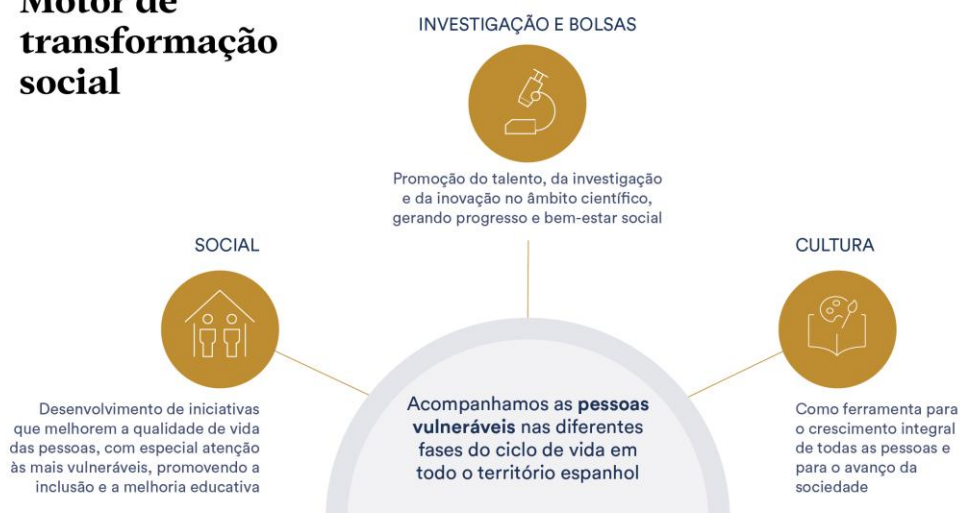 Motor de
transformação
social
INVESTIGAÇÃO E BOLSAS
Promoção do talento, da investigação
e da inovação no âmbito científico,
gerando progresso e bem-estar social
SOCIAL
Desenvolvimento de iniciativas
que melhorem a qualidade de vida
das pessoas, com especial atenção
às mais vulneráveis, promovendo a
inclusão e a melhoria educativa
Acompanhamos as pessoas
vulneráveis nas diferentes
fases do ciclo de vida em
todo o território espanhol
CULTURA
Como ferramenta para
o crescimento integral
de todas as pessoas e
para o avanço da
sociedade